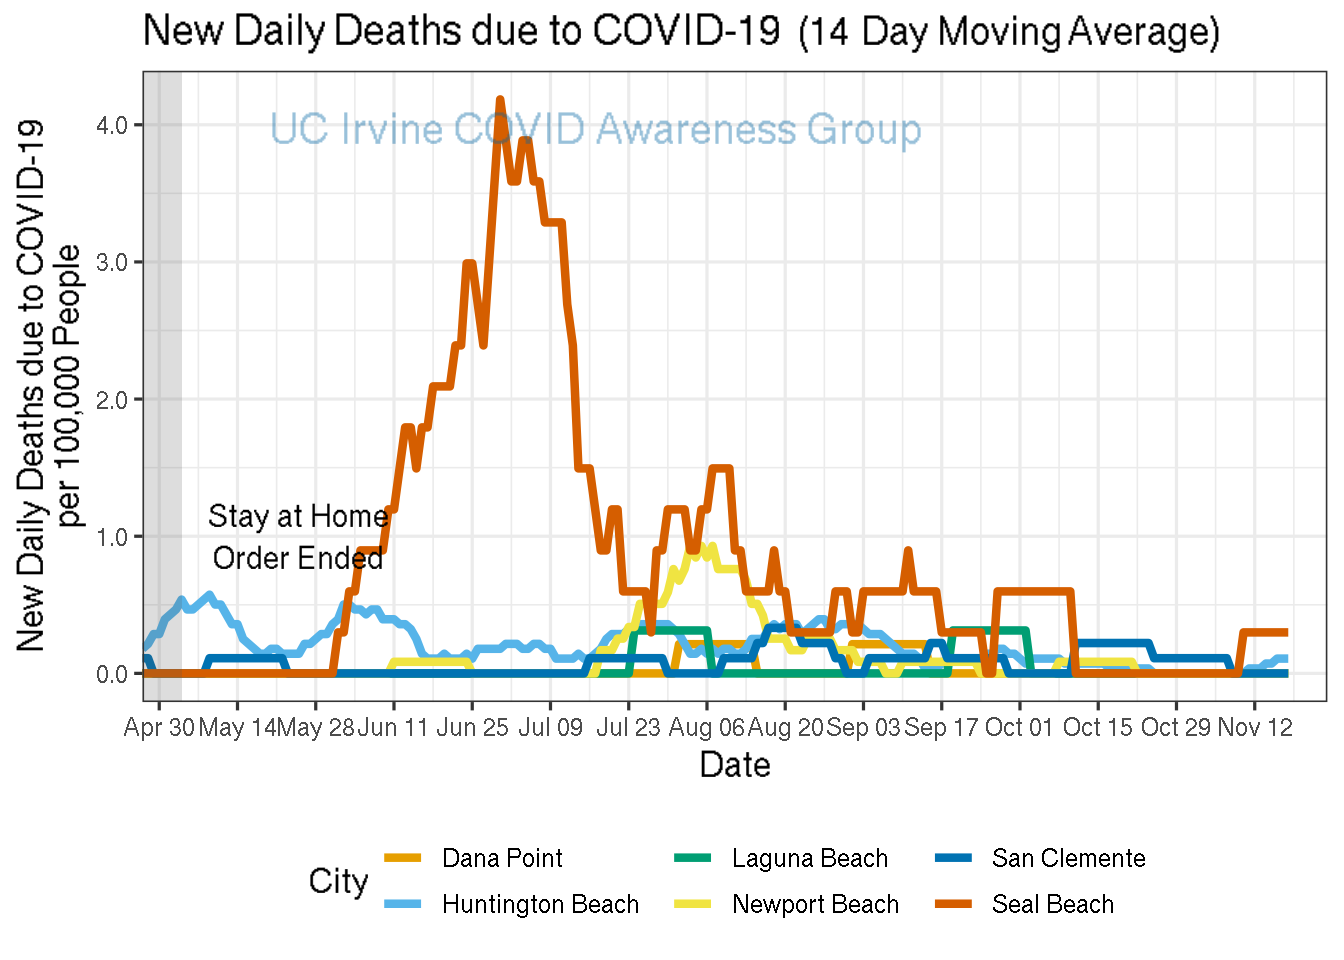 New Daily Deaths due to COVID-19 (14 Day Moving Average)
UC Irvine COVID Awareness Group
New Daily Deaths due to COVID-19
per 100,000 People
4.0
3.0
2.0
1.0
0.0
Stay at Home
Order Ended
Apr 30 May 14 May 28 Jun 11 Jun 25 Jul 09 Jul 23 Aug 06 Aug 20 Sep 03 Sep 17 Oct 01 Oct 15 Oct 29 Nov 12
Date
City
Dana Point Laguna Beach San Clemente
Huntington Beach Newport Beach Seal Beach